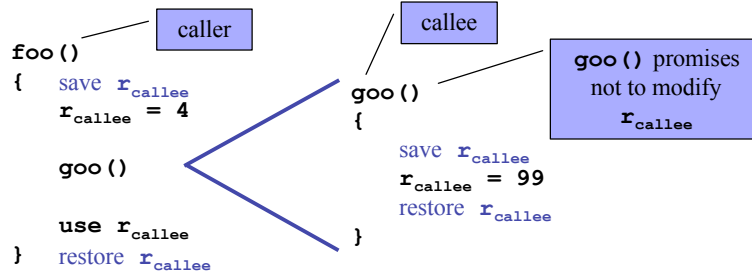 caller
foo()
{ save r_callee
r_callee = 4
goo()
use r_callee
} restore r_callee
callee
goo()
{
save r_callee
r_callee = 99
restore r_callee
}
goo() promises
not to modify
r_callee